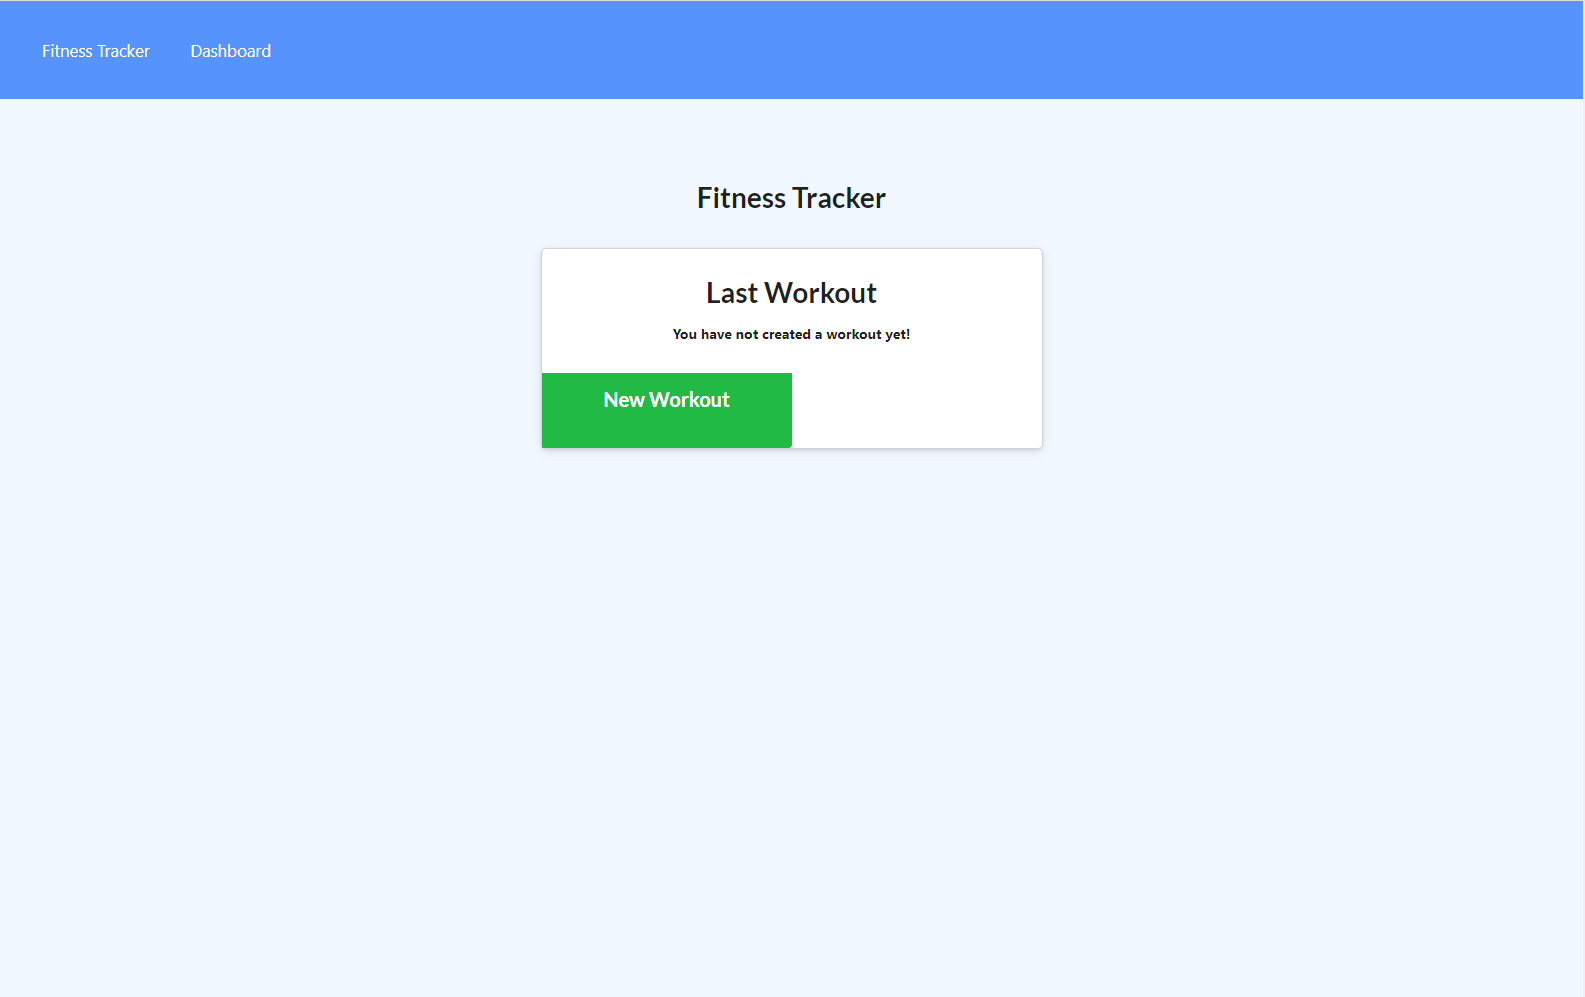 Fitness Tracker Dashboard
Fitness Tracker
Last Workout
You have not created a workout yet!
New Workout